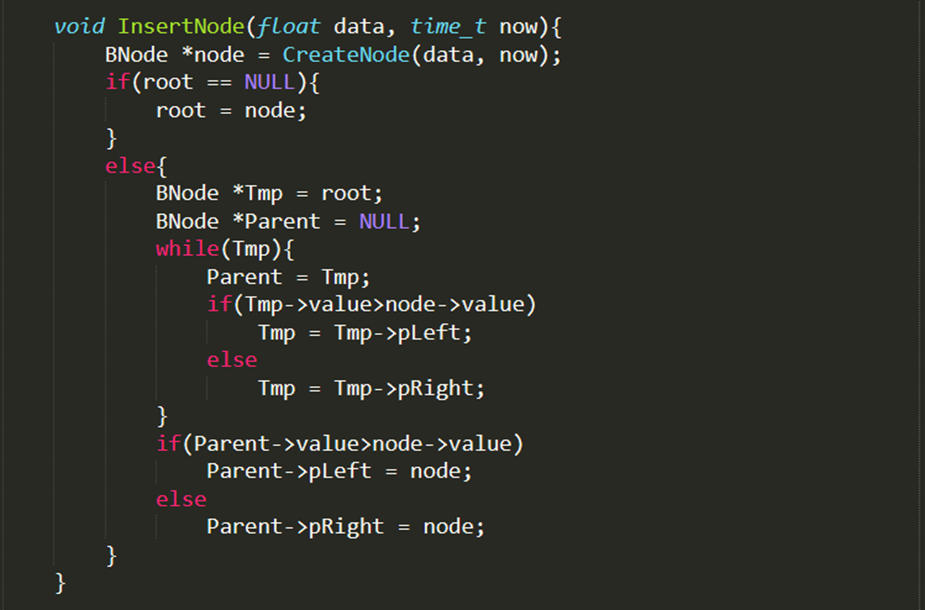 void InsertNode(float data, time_t now){
    BNode *node = CreateNode(data, now);
    if(root == NULL){
        root = node;
    }
    else{
        BNode *Tmp = root;
        BNode *Parent = NULL;
        while(Tmp){
            Parent = Tmp;
            if(Tmp->value>node->value)
                Tmp = Tmp->pLeft;
            else
                Tmp = Tmp->pRight;
        }
        if(Parent->value>node->value)
            Parent->pLeft = node;
        else
            Parent->pRight = node;
    }
}